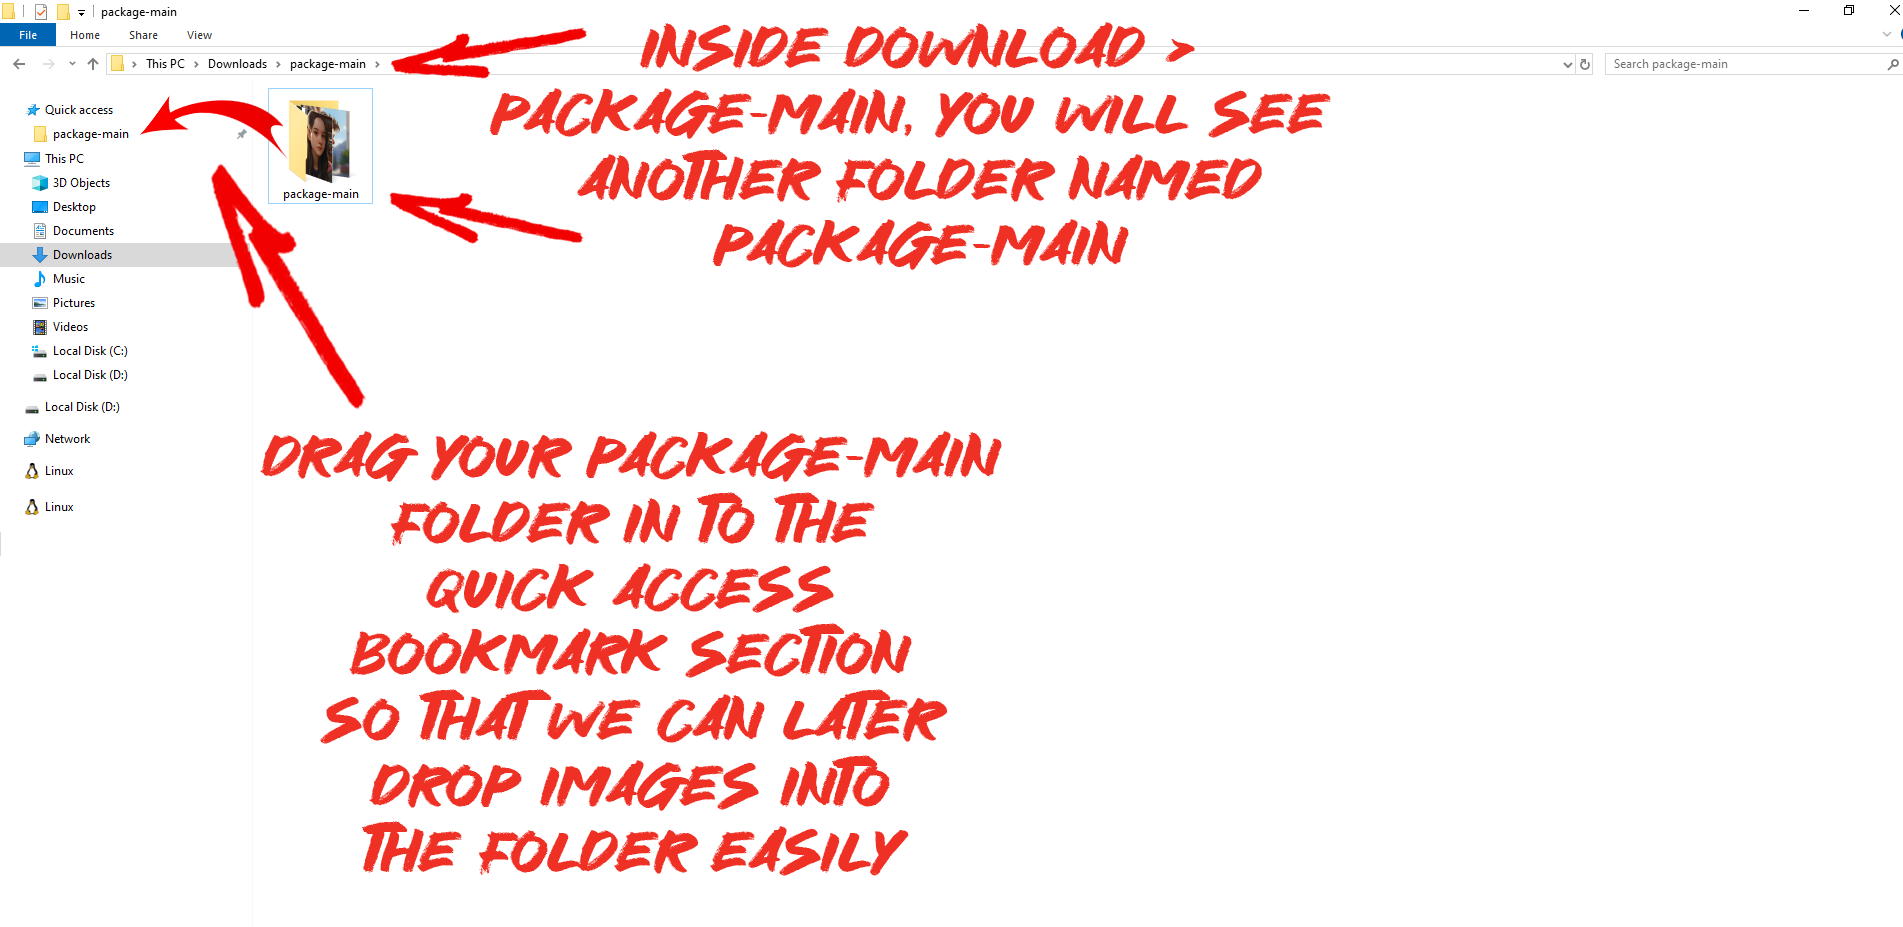 package-main
File Home Share View
This PC > Downloads > package-main >
Search package-main
Quick access
package-main
This PC
3D Objects
Desktop
Documents
Downloads
Music
Pictures
Videos
Local Disk (C:)
Local Disk (D:)
Local Disk (D:)
Network
Linux
Linux
package-main
INSIDE DOWNLOAD >
PACKAGE-MAIN, YOU WILL SEE
ANOTHER FOLDER NAMED
PACKAGE-MAIN
DRAG YOUR PACKAGE-MAIN
FOLDER IN TO THE
QUICK ACCESS
BOOKMARK SECTION
SO THAT WE CAN LATER
DROP IMAGES INTO
THE FOLDER EASILY